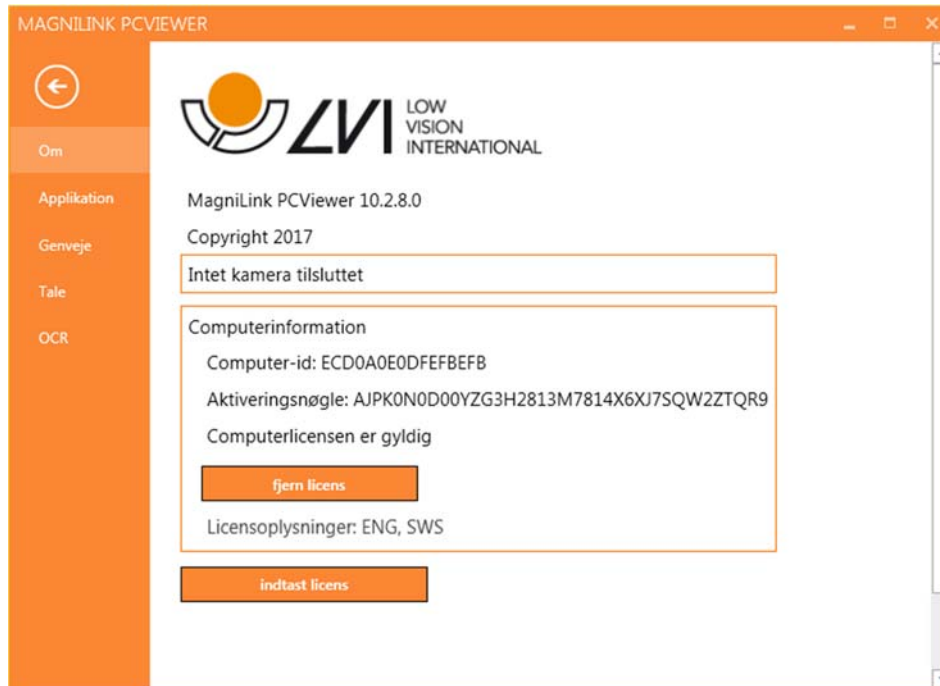 MAGNILINK PCVIEWER
Om
Applikation
Genveje
Tale
OCR
LVI
LOW
VISION
INTERNATIONAL
MagniLink PCViewer 10.2.8.0
Copyright 2017
Intet kamera tilsluttet
Computerinformation
Computer-id: ECD0A0E0DFEFBEFB
Aktiveringsnøgle: AJPK0N0D00YZG3H2813M7814X6XJ7SQW2ZTQR9
Computerlicensen er gyldig
fjern licens
Licensoplysninger: ENG, SWS
indtast licens